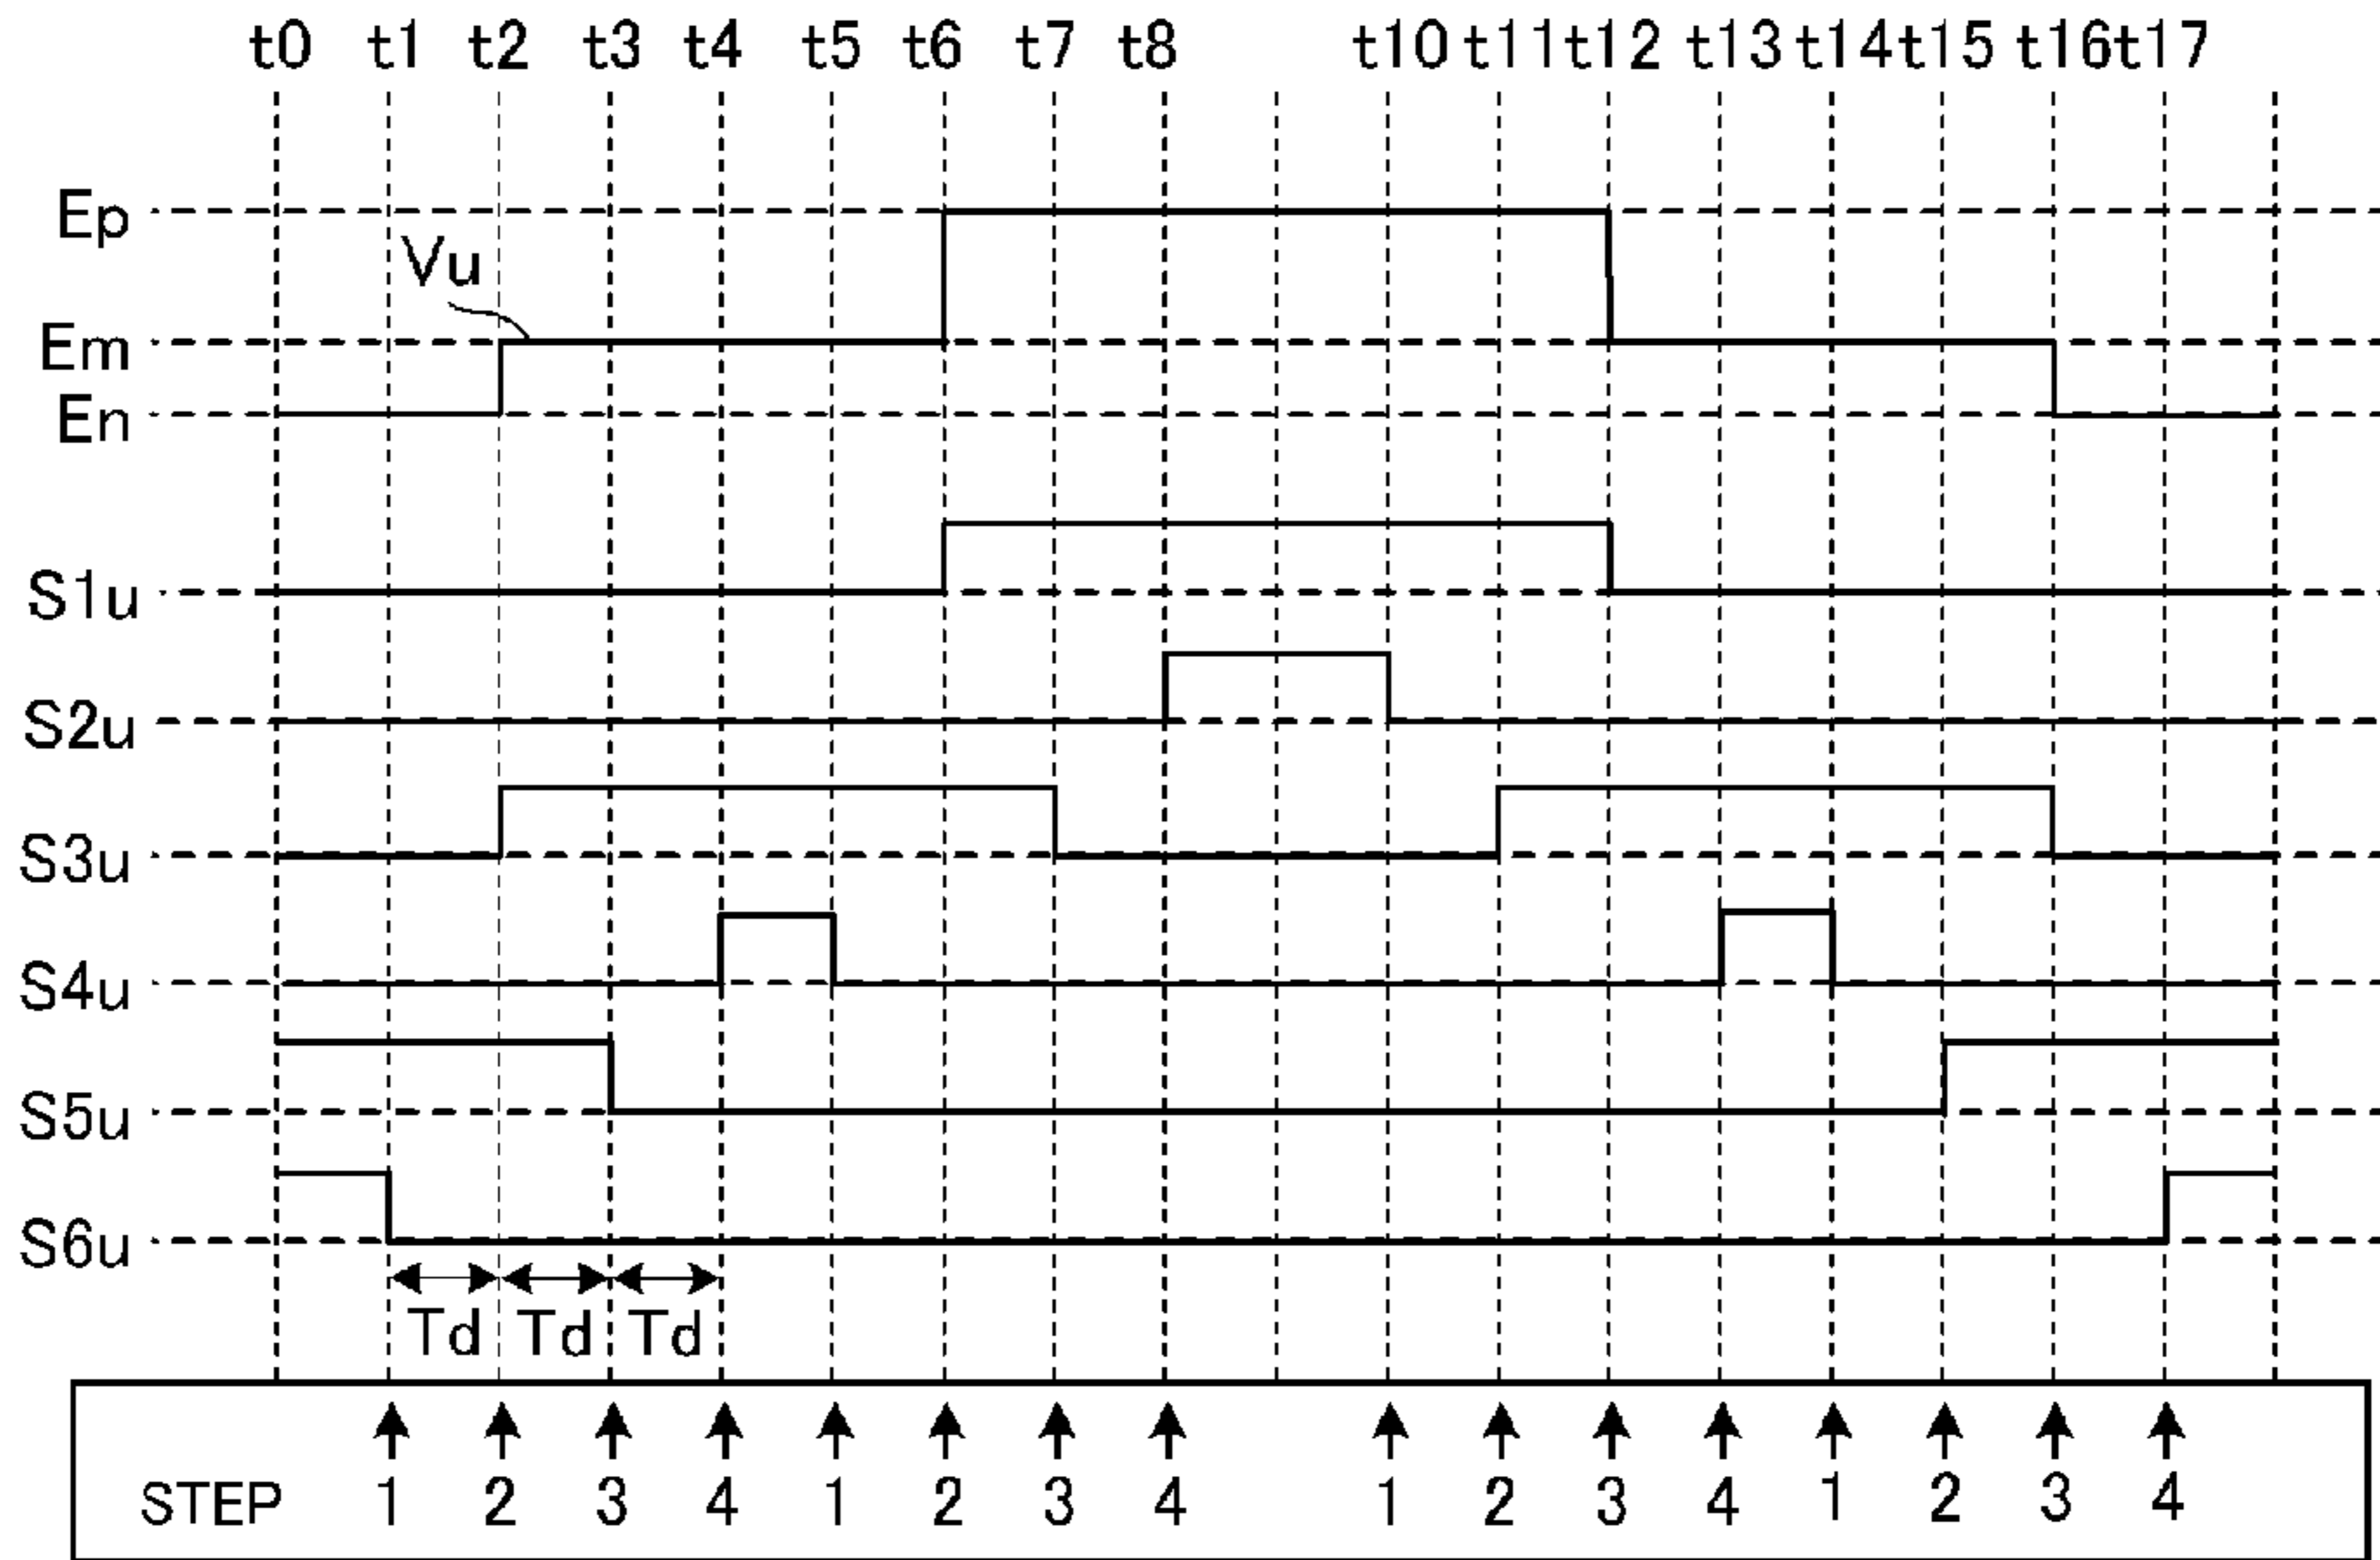 t0 t1 t2 t3 t4 t5 t6 t7 t8 t10 t11 t12 t13 t14 t15 t16 t17
Ep
Vu
Em
En
S1u
S2u
S3u
S4u
S5u
S6u
Td Td Td
STEP 1 2 3 4 1 2 3 4 1 2 3 4 1 2 3 4